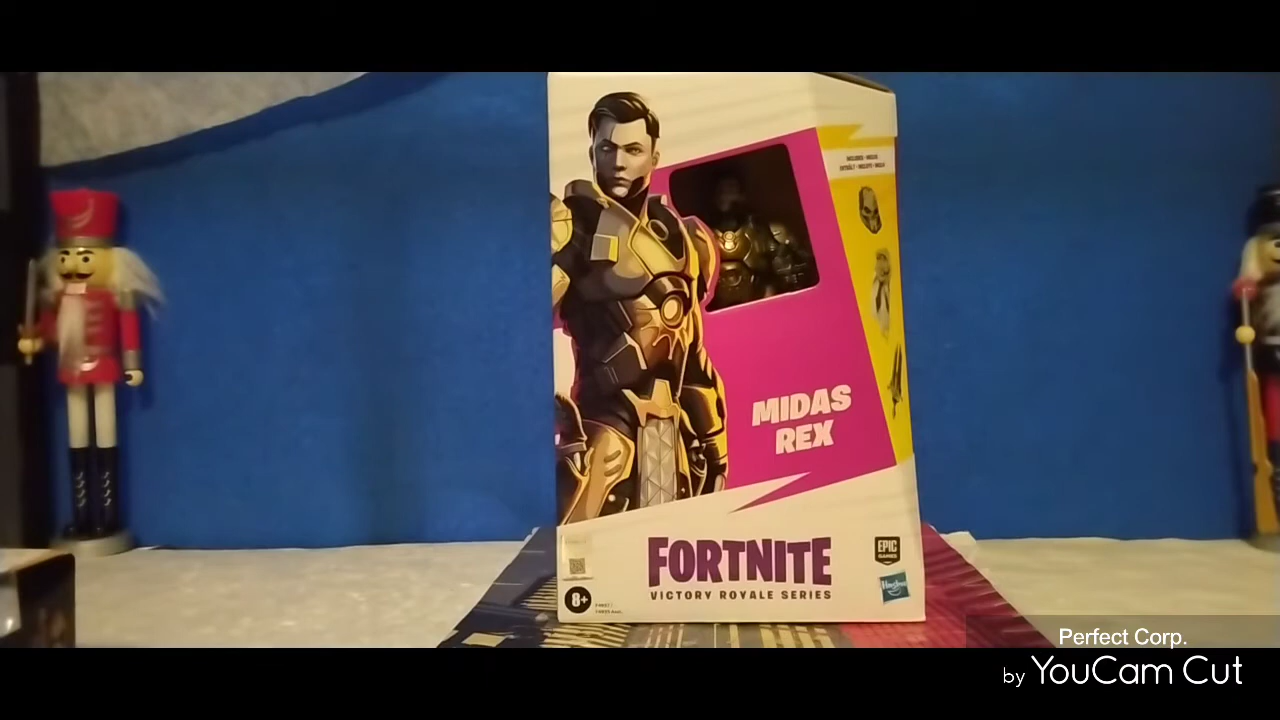 MIDAS
REX
FORTNITE
VICTORY ROYALE SERIES
EPIC
GAMES
Hasbro
8+
Perfect Corp.
by YouCam Cut